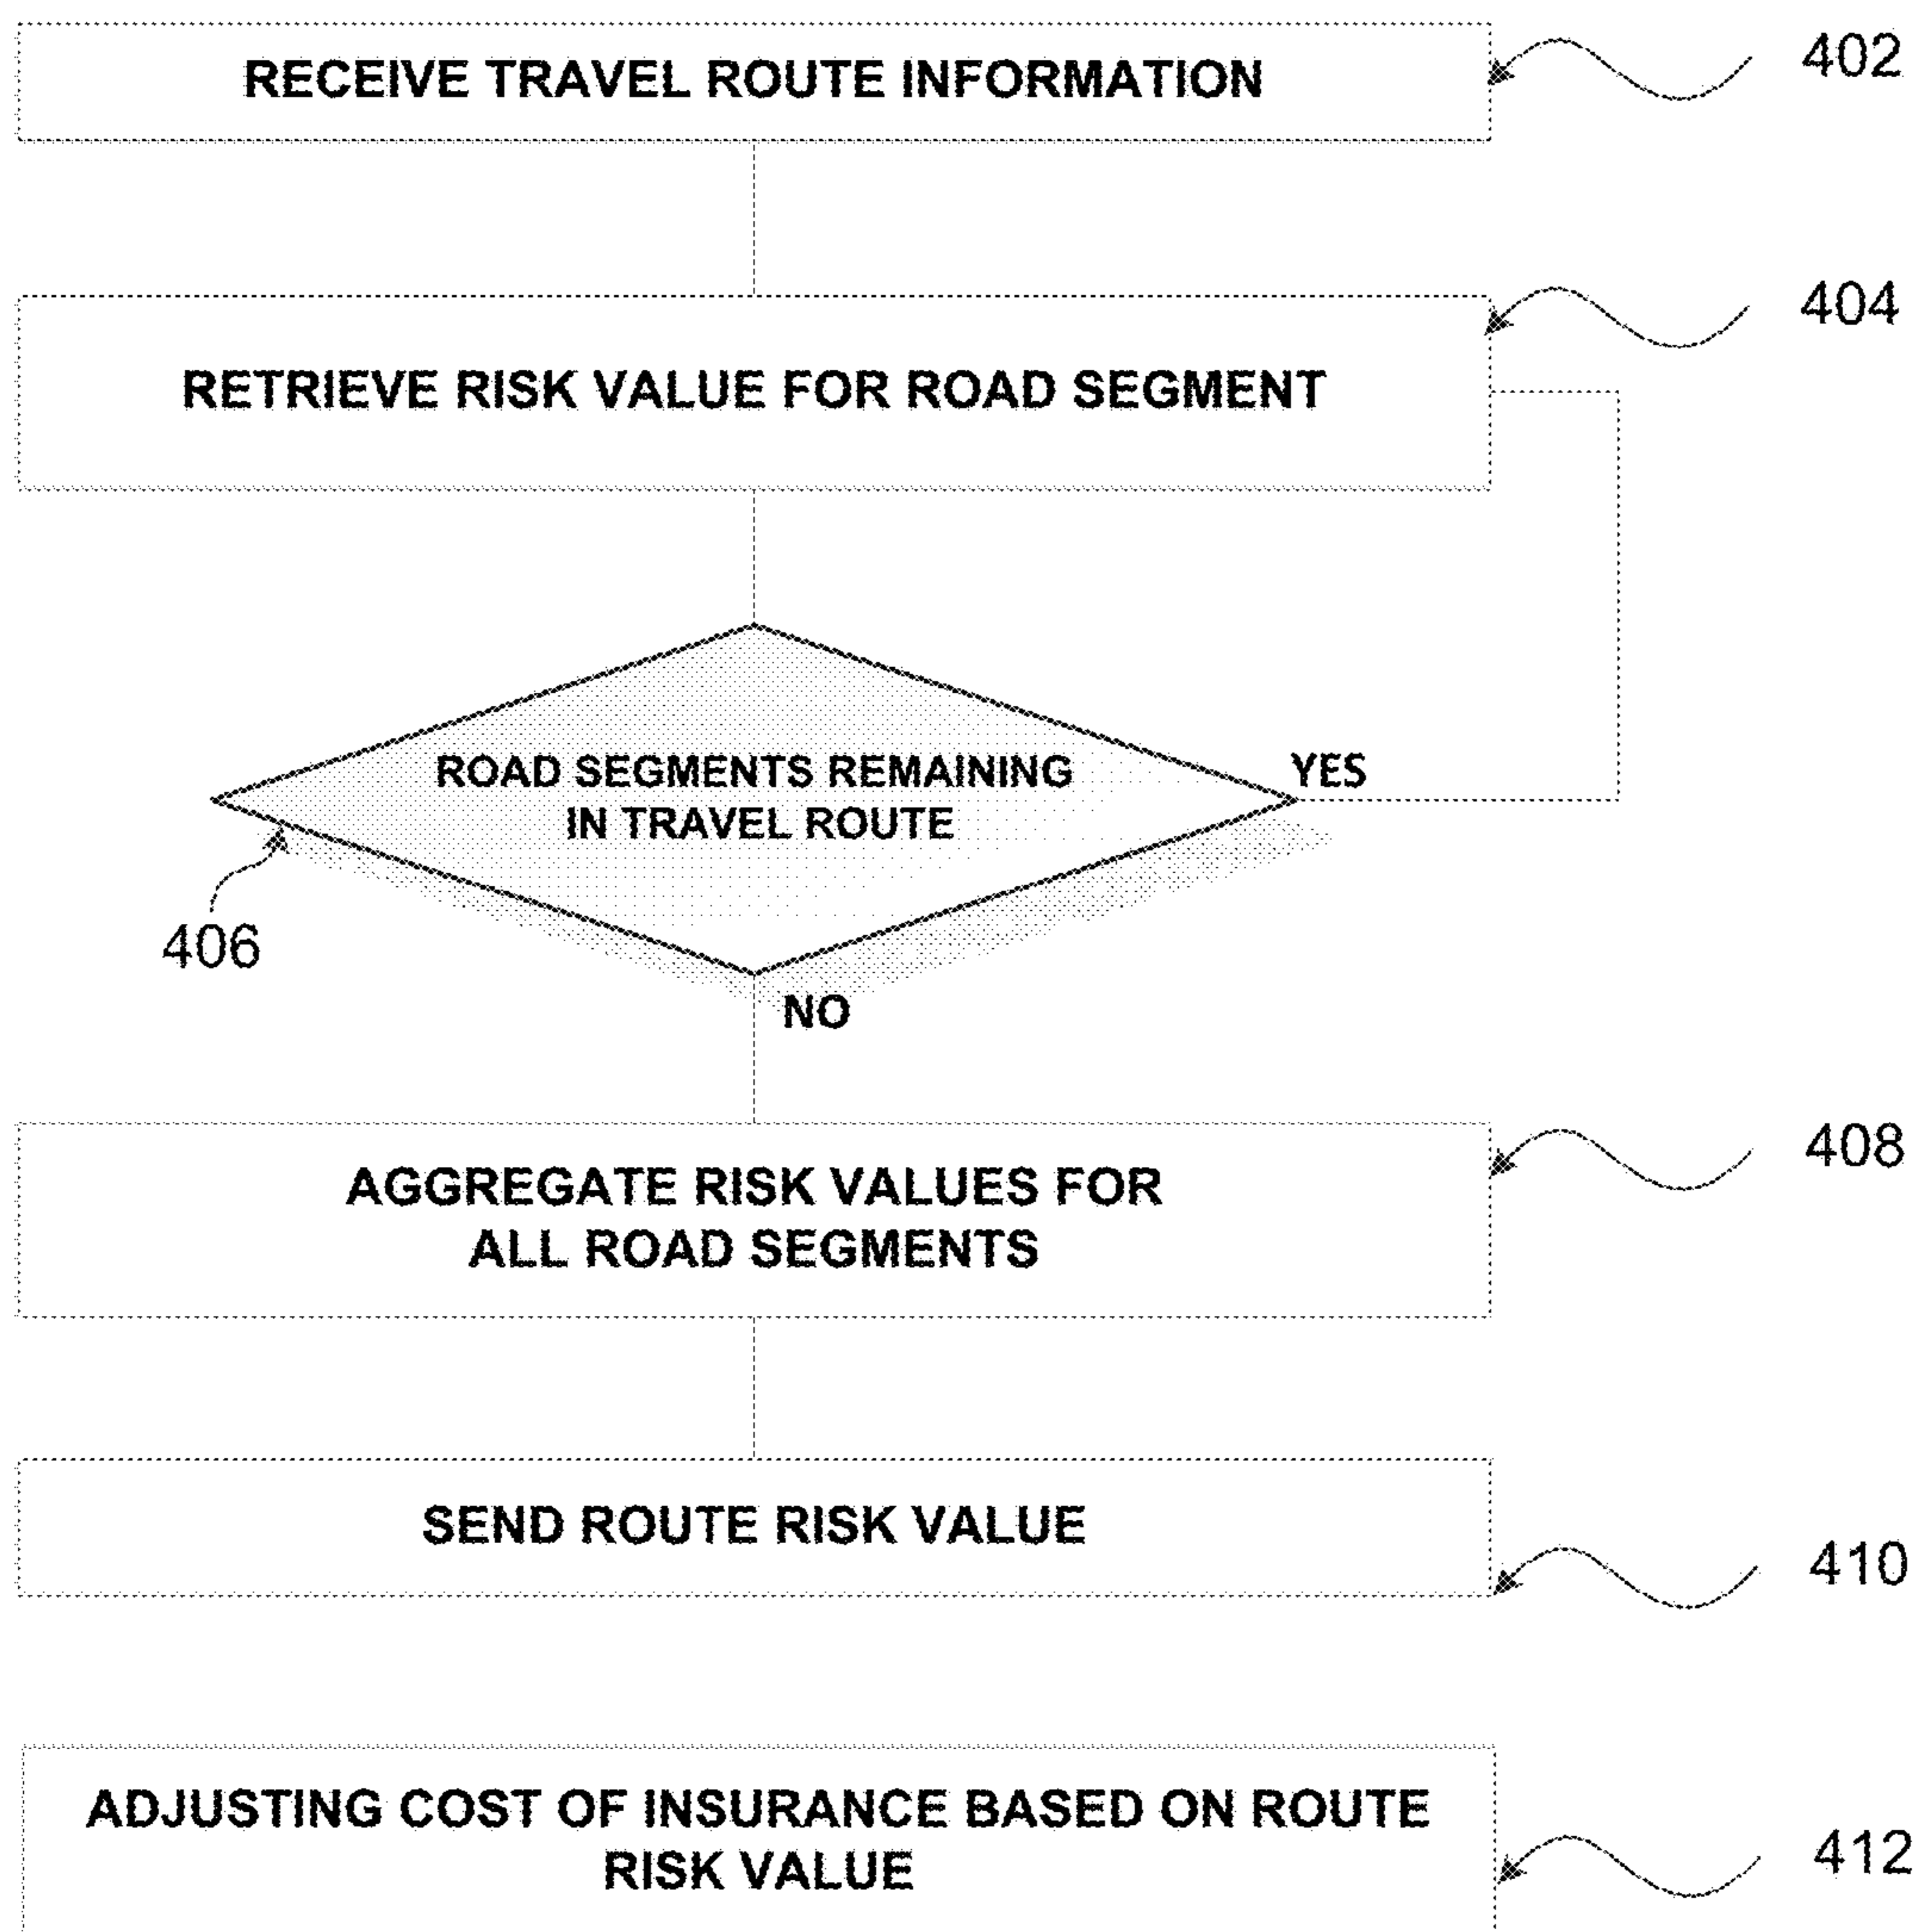 RECEIVE TRAVEL ROUTE INFORMATION
402
404
RETRIEVE RISK VALUE FOR ROAD SEGMENT
ROAD SEGMENTS REMAINING
IN TRAVEL ROUTE
YES
406
NO
408
AGGREGATE RISK VALUES FOR
ALL ROAD SEGMENTS
SEND ROUTE RISK VALUE
410
ADJUSTING COST OF INSURANCE BASED ON ROUTE
RISK VALUE
412